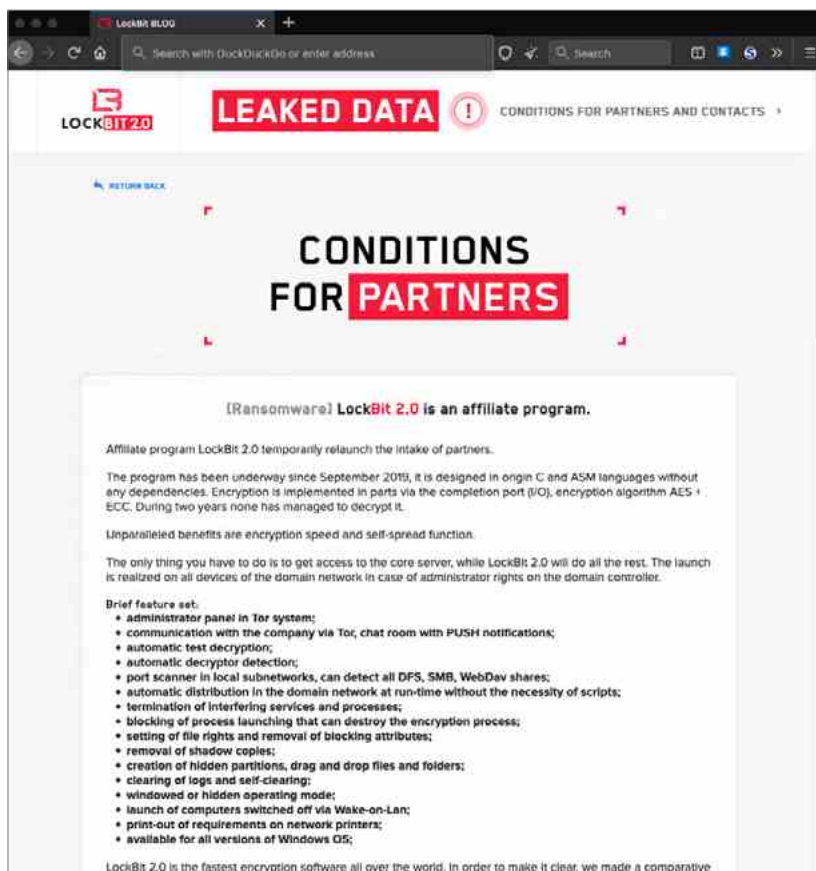 LockBit BLOG
Search with DuckDuckGo or enter address
Search
LOCKBIT 2.0
LEAKED DATA
!
CONDITIONS FOR PARTNERS AND CONTACTS >
RETURN BACK
CONDITIONS
FOR PARTNERS
[Ransomware] LockBit 2.0 is an affiliate program.
Affiliate program LockBit 2.0 temporarily relaunch the intake of partners.
The program has been underway since September 2019, it is designed in origin C and ASM languages without
any dependencies. Encryption is implemented in parts via the completion port (I/O), encryption algorithm AES +
ECC. During two years none has managed to decrypt it.
Unparalleled benefits are encryption speed and self-spread function.
The only thing you have to do is to get access to the core server, while LockBit 2.0 will do all the rest. The launch
is realized on all devices of the domain network in case of administrator rights on the domain controller.
Brief feature set:
• administrator panel in Tor system;
• communication with the company via Tor, chat room with PUSH notifications;
• automatic test decryption;
• automatic decryptor detection;
• port scanner in local subnetworks, can detect all DFS, SMB, WebDav shares;
• automatic distribution in the domain network at run-time without the necessity of scripts;
• termination of interfering services and processes;
• blocking of process launching that can destroy the encryption process;
• setting of file rights and removal of blocking attributes;
• removal of shadow copies;
• creation of hidden partitions, drag and drop files and folders;
• clearing of logs and self-clearing;
• windowed or hidden operating mode;
• launch of computers switched off via Wake-on-Lan;
• print-out of requirements on network printers;
• available for all versions of Windows OS;
LockBit 2.0 is the fastest encryption software all over the world. In order to make it clear, we made a comparative